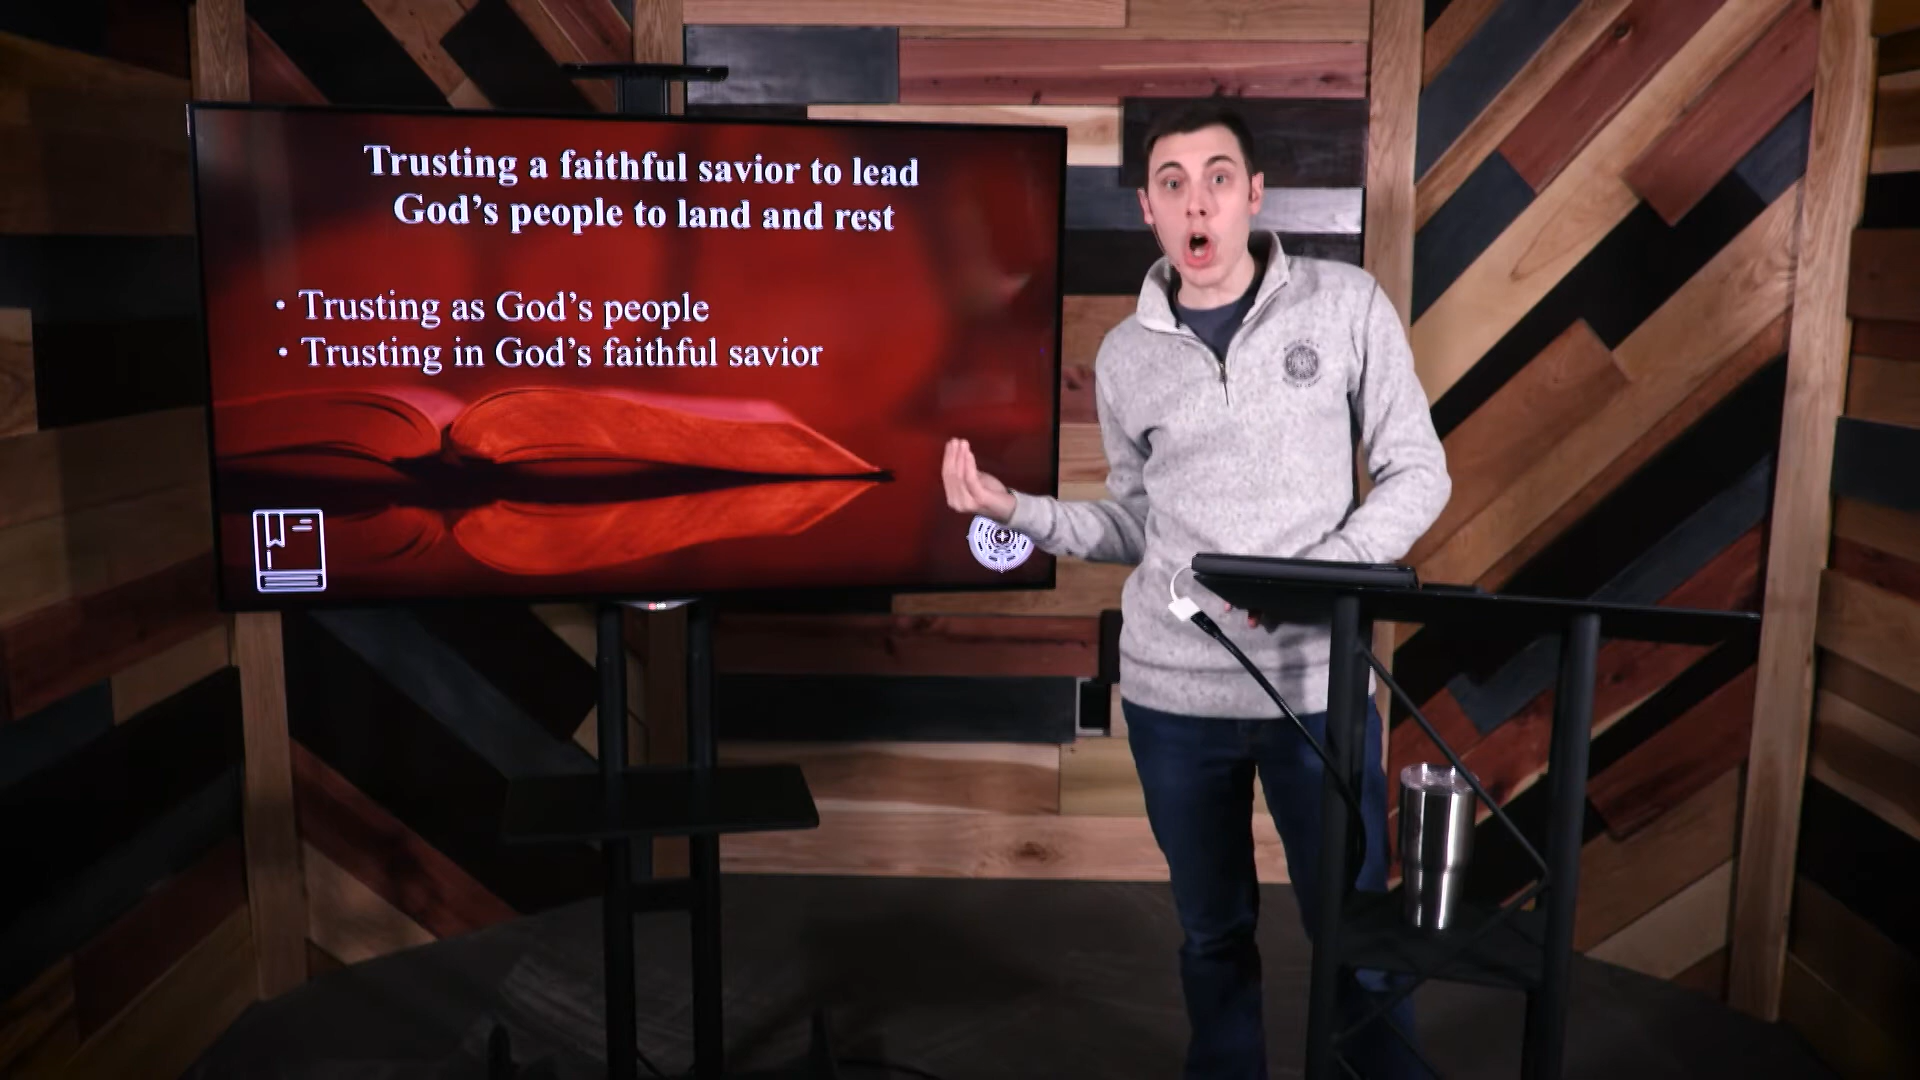 Trusting a faithful savior to lead
God's people to land and rest
• Trusting as God's people
• Trusting in God's faithful savior